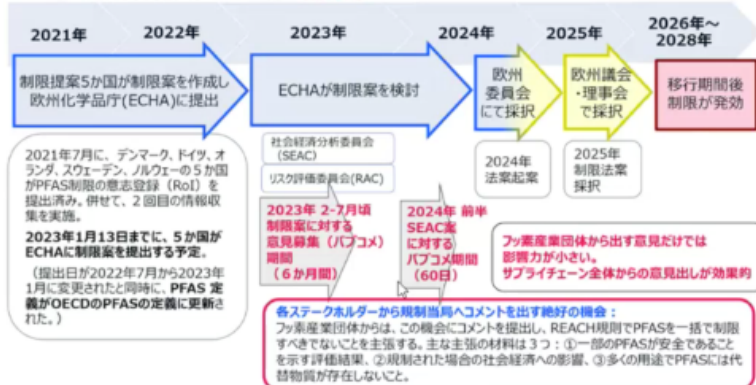 2021年
2022年
2023年
2024年
2025年
2026年～
2028年
制限提案5か国が制限案を作成し
欧州化学品庁(ECHA)に提出
ECHAが制限案を検討
欧州
委員会
にて採択
欧州議会
・理事会
で採択
移行期間後
制限が発効
2021年7月に、デンマーク、ドイツ、オ
ランダ、スウェーデン、ノルウェーの５か国
がPFAS制限の意志登録（RoI）を
提出済み。併せて、２回目の情報収
集を実施。
2023年1月13日までに、５か国が
ECHAに制限案を提出する予定。
（提出日が2022年7月から2023年
1月に変更されたと同時に、PFAS 定
義がOECDのPFASの定義に更新さ
れた。）
社会経済分析委員会
（SEAC）
リスク評価委員会(RAC)
2023年 2-7月頃
制限案に対する
意見募集（パブコメ）
期間
（６か月間）
2024年 前半
SEAC案
に対する
パブコメ期間
（60日）
2024年
法案起案
2025年
制限法案
採択
フッ素産業団体から出す意見だけでは
影響力が小さい。
サプライチェーン全体からの意見出しが効果的
各ステークホルダーから規制当局へコメントを出す絶好の機会：
フッ素産業団体からは、この機会にコメントを提出し、REACH規則でPFASを一括で制限
すべきでないことを主張する。主な主張の材料は３つ：①一部のPFASが安全であること
を示す評価結果、②規制された場合の社会経済への影響、③多くの用途でPFASには代
替物質が存在しないこと。